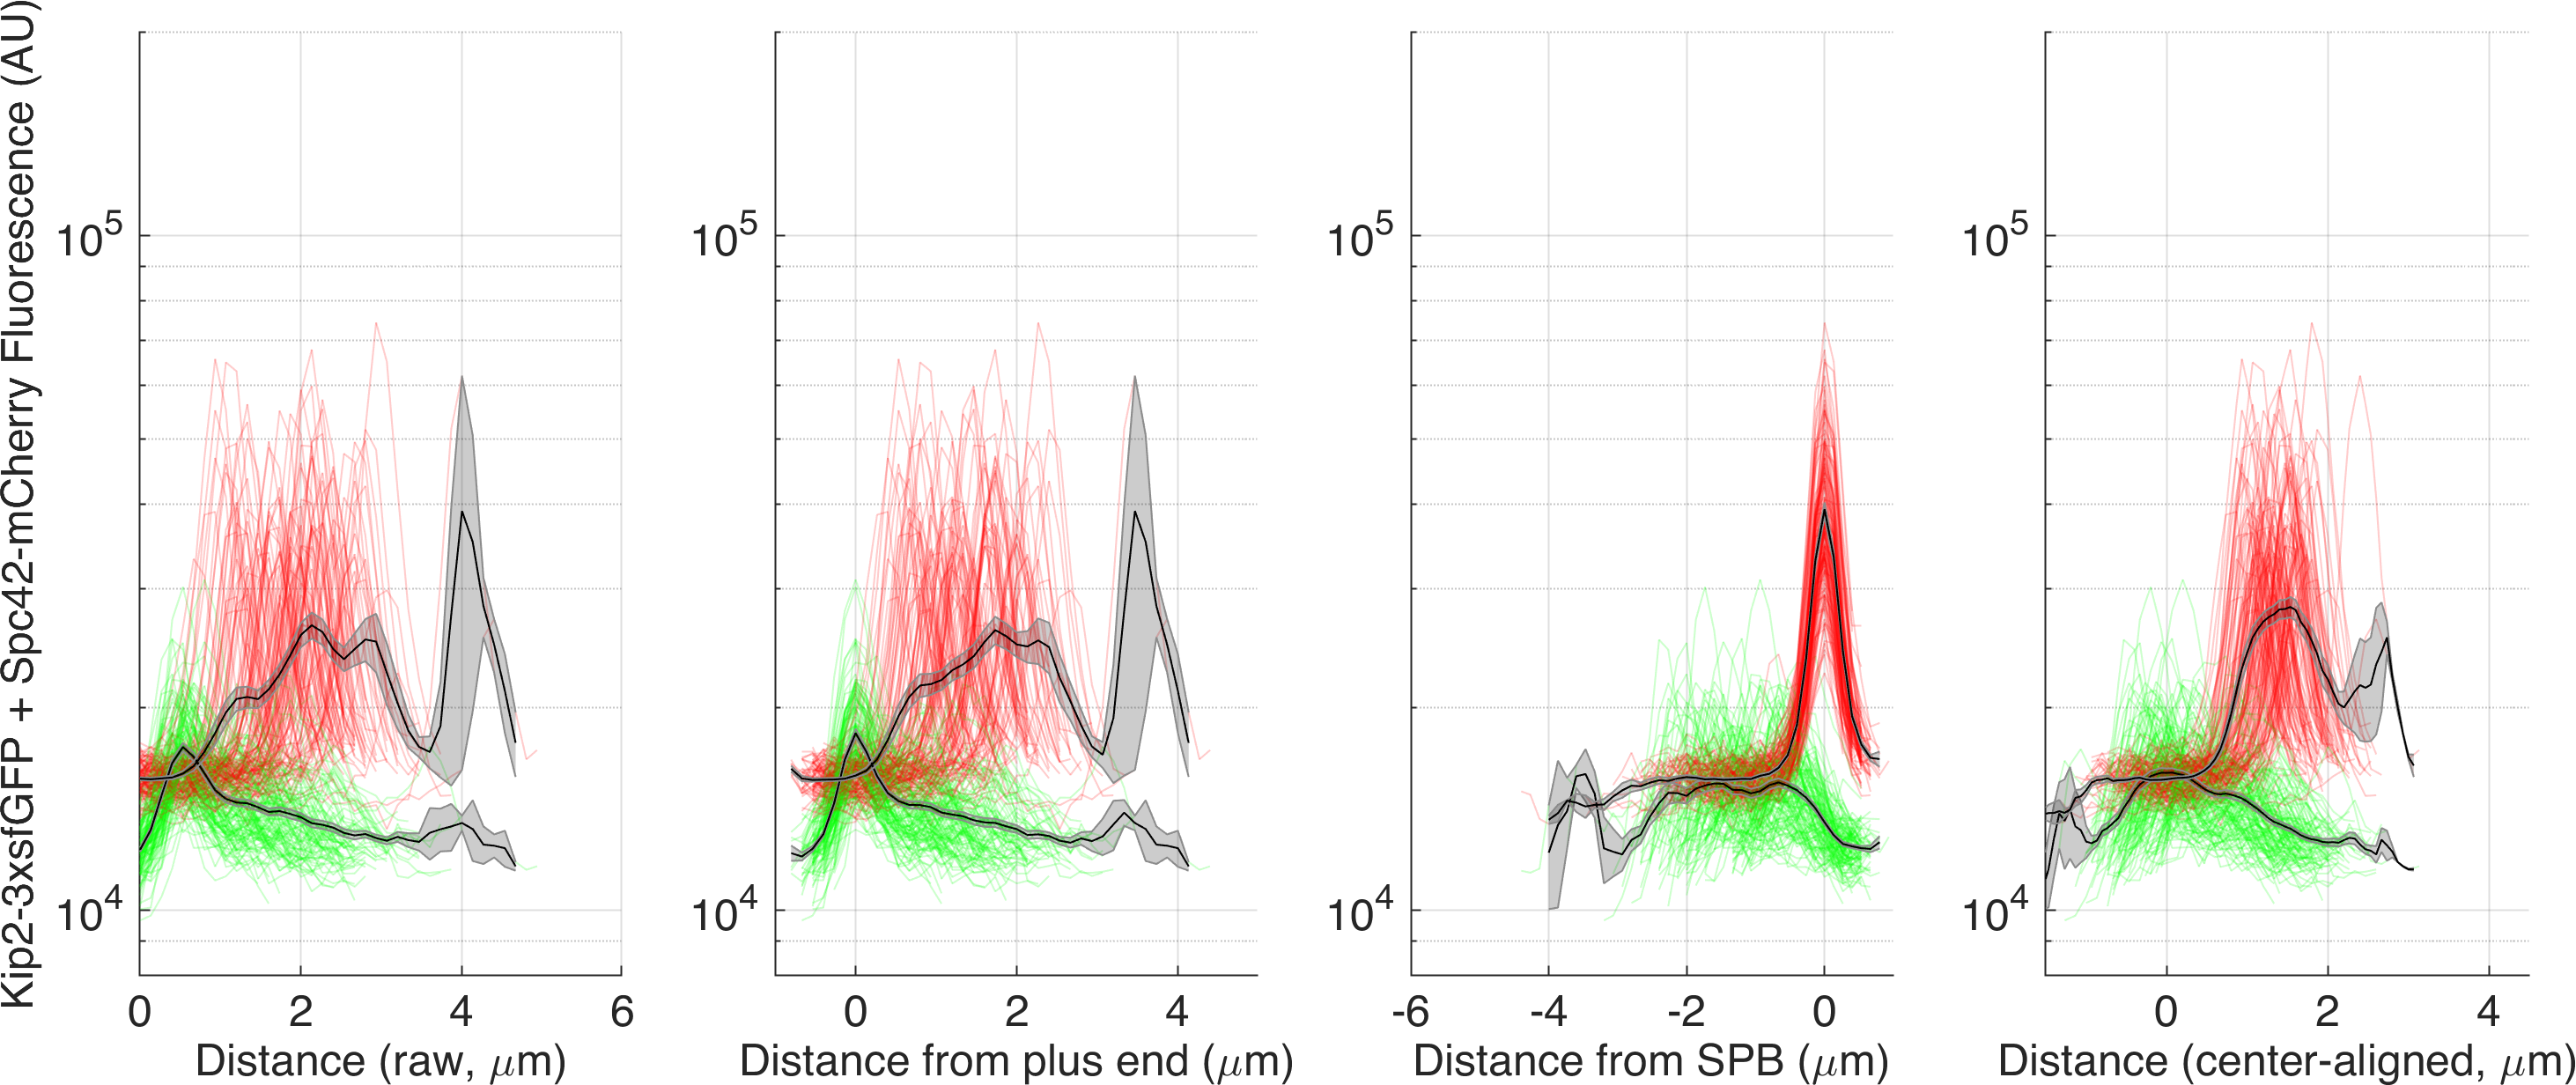 Kip2-3xsfGFP + Spc42-mCherry Fluorescence (AU)
10^5
10^4
0 2 4 6
Distance (raw, μm)
10^5
10^4
0 2 4
Distance from plus end (μm)
10^5
10^4
-6 -4 -2 0
Distance from SPB (μm)
10^5
10^4
0 2 4
Distance (center-aligned, μm)